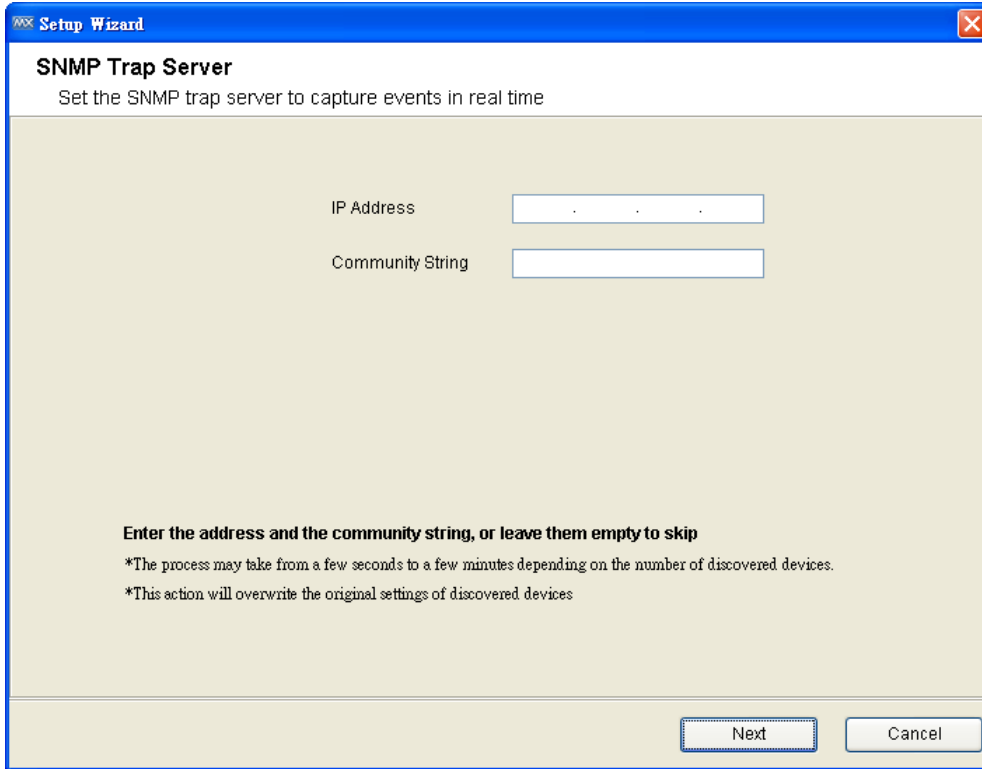 MX Setup Wizard
SNMP Trap Server
Set the SNMP trap server to capture events in real time
IP Address . . .
Community String
Enter the address and the community string, or leave them empty to skip
*The process may take from a few seconds to a few minutes depending on the number of discovered devices.
*This action will overwrite the original settings of discovered devices
Next Cancel